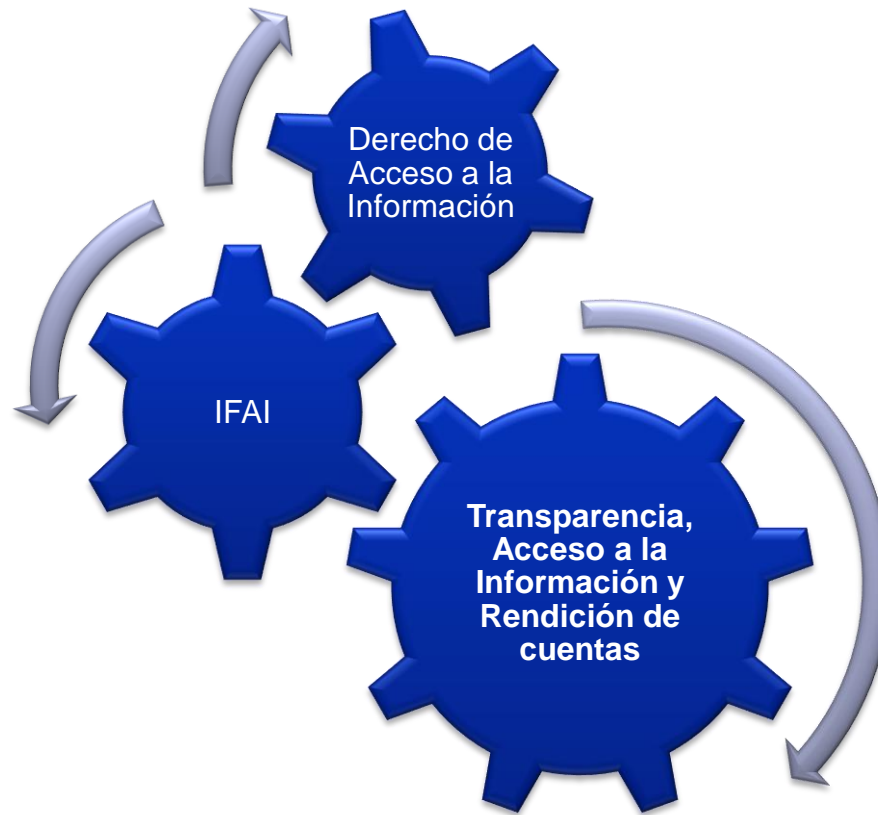 Derecho de
Acceso a la
Información
IFAI
Transparencia,
Acceso a la
Información y
Rendición de
cuentas